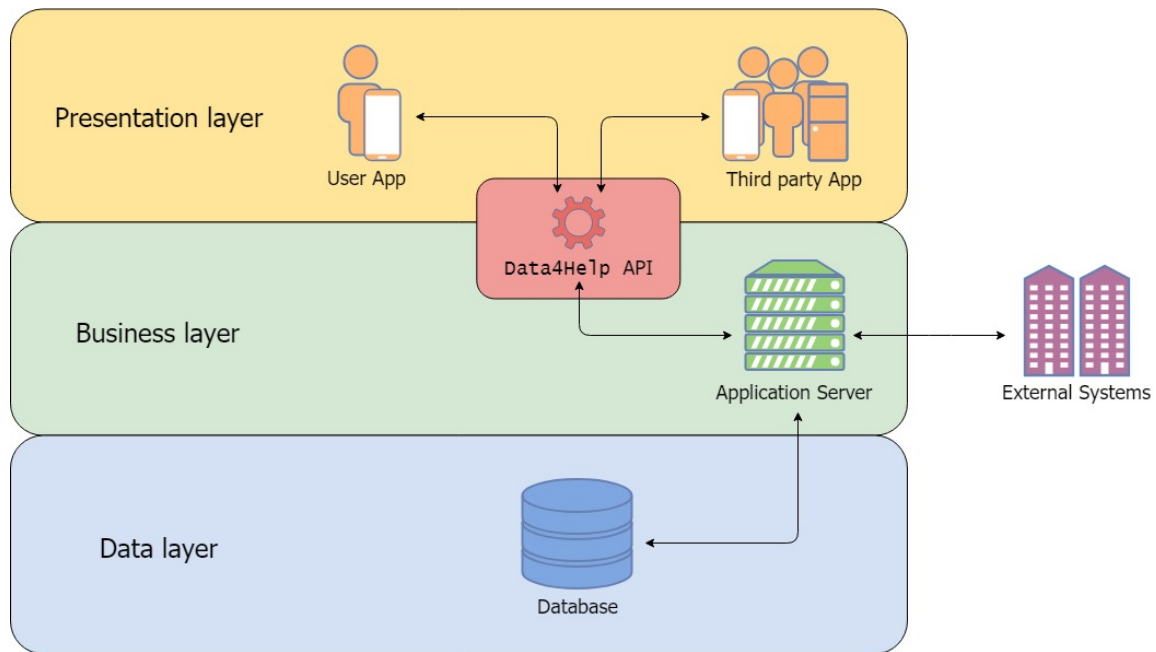 Presentation layer
User App
Third party App
Data4Help API
Business layer
Application Server
External Systems
Data layer
Database